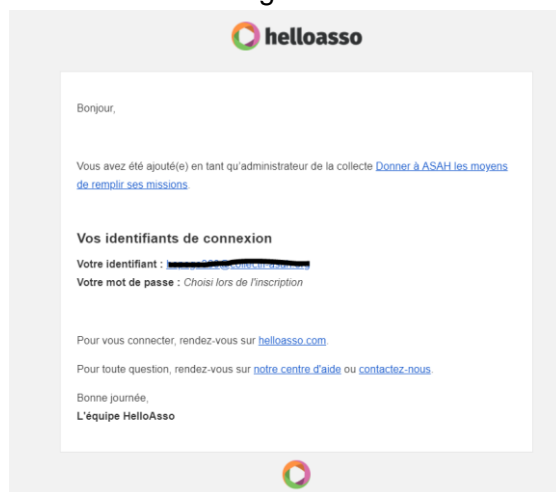 helloasso
Bonjour,
Vous avez été ajouté(e) en tant qu'administrateur de la collecte Donner à ASAH les moyens
de remplir ses missions.
Vos identifiants de connexion
Votre identifiant :
Votre mot de passe : Choisi lors de l'inscription
Pour vous connecter, rendez-vous sur helloasso.com.
Pour toute question, rendez-vous sur notre centre d'aide ou contactez-nous.
Bonne journée,
L'équipe HelloAsso